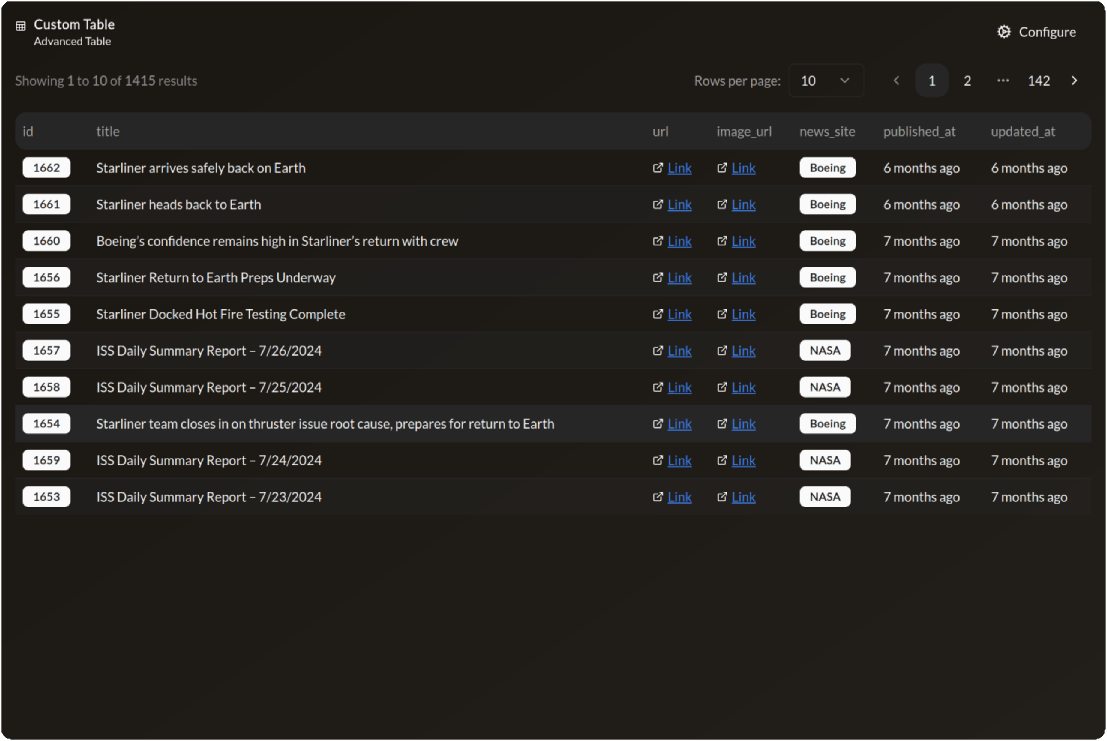 Custom Table
Advanced Table
Configure
Showing 1 to 10 of 1415 results
Rows per page: 10 1 2 ... 142
id title url image_url news_site published_at updated_at
1662 Starliner arrives safely back on Earth Link Link Boeing 6 months ago 6 months ago
1661 Starliner heads back to Earth Link Link Boeing 6 months ago 6 months ago
1660 Boeing’s confidence remains high in Starliner’s return with crew Link Link Boeing 7 months ago 7 months ago
1656 Starliner Return to Earth Preps Underway Link Link Boeing 7 months ago 7 months ago
1655 Starliner Docked Hot Fire Testing Complete Link Link Boeing 7 months ago 7 months ago
1657 ISS Daily Summary Report – 7/26/2024 Link Link NASA 7 months ago 7 months ago
1658 ISS Daily Summary Report – 7/25/2024 Link Link NASA 7 months ago 7 months ago
1654 Starliner team closes in on thruster issue root cause, prepares for return to Earth Link Link Boeing 7 months ago 7 months ago
1659 ISS Daily Summary Report – 7/24/2024 Link Link NASA 7 months ago 7 months ago
1653 ISS Daily Summary Report – 7/23/2024 Link Link NASA 7 months ago 7 months ago